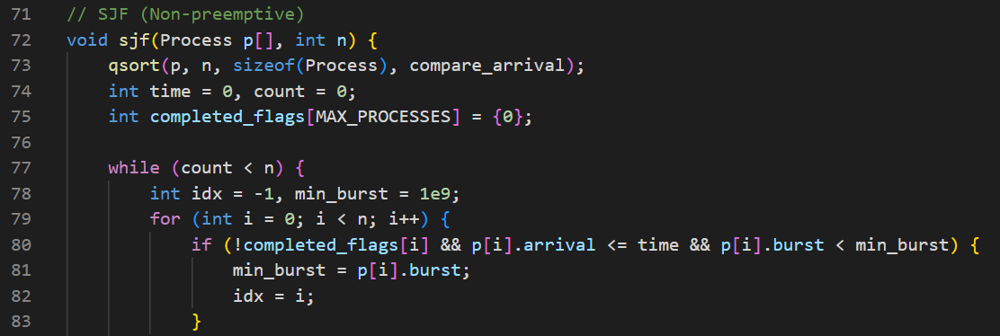 71 // SJF (Non-preemptive)
72 void sjf(Process p[], int n) {
73     qsort(p, n, sizeof(Process), compare_arrival);
74     int time = 0, count = 0;
75     int completed_flags[MAX_PROCESSES] = {0};
76
77     while (count < n) {
78         int idx = -1, min_burst = 1e9;
79         for (int i = 0; i < n; i++) {
80             if (!completed_flags[i] && p[i].arrival <= time && p[i].burst < min_burst) {
81                 min_burst = p[i].burst;
82                 idx = i;
83             }